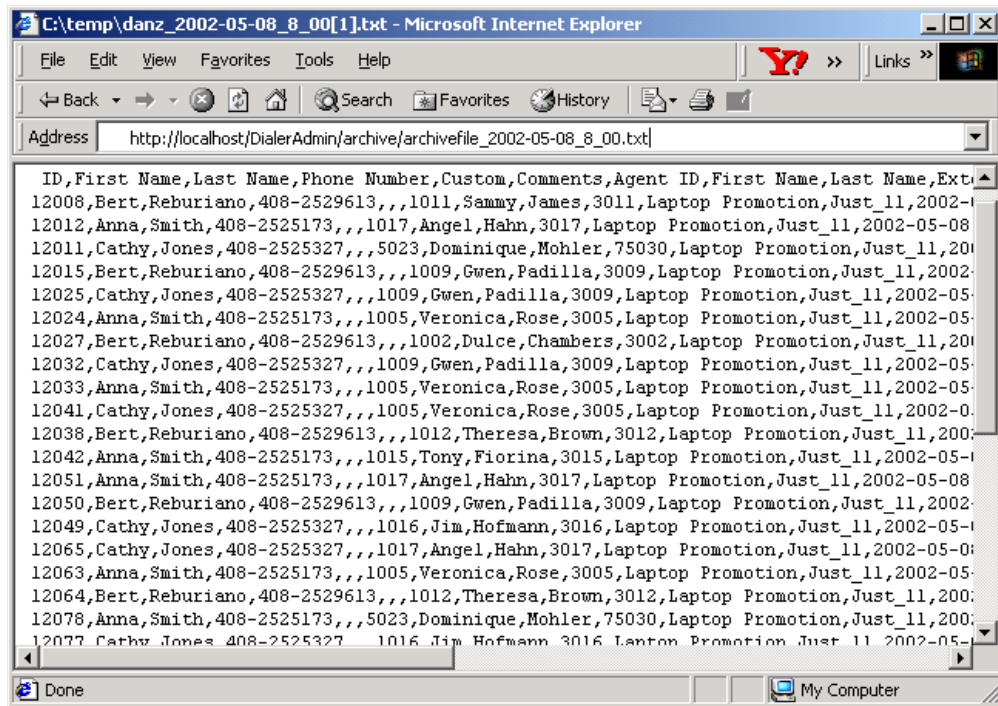 C:\temp\danz_2002-05-08_8_00[1].txt - Microsoft Internet Explorer
File Edit View Favorites Tools Help
Y! » Links »
Back Search Favorites History
Address http://localhost/DialerAdmin/archive/archivefile_2002-05-08_8_00.txt
ID,First Name,Last Name,Phone Number,Custom,Comments,Agent ID,First Name,Last Name,Ext
12008,Bert,Reburiano,408-2529613,,,1011,Sammy,James,3011,Laptop Promotion,Just_11,2002-
12012,Anna,Smith,408-2525173,,,1017,Angel,Hahn,3017,Laptop Promotion,Just_11,2002-05-08
12011,Cathy,Jones,408-2525327,,,5023,Dominique,Mohler,75030,Laptop Promotion,Just_11,20
12015,Bert,Reburiano,408-2529613,,,1009,Gwen,Padilla,3009,Laptop Promotion,Just_11,2002-
12025,Cathy,Jones,408-2525327,,,1009,Gwen,Padilla,3009,Laptop Promotion,Just_11,2002-05-
12024,Anna,Smith,408-2525173,,,1005,Veronica,Rose,3005,Laptop Promotion,Just_11,2002-05-
12027,Bert,Reburiano,408-2529613,,,1002,Dulce,Chambers,3002,Laptop Promotion,Just_11,20
12032,Cathy,Jones,408-2525327,,,1009,Gwen,Padilla,3009,Laptop Promotion,Just_11,2002-05-
12033,Anna,Smith,408-2525173,,,1005,Veronica,Rose,3005,Laptop Promotion,Just_11,2002-05-
12041,Cathy,Jones,408-2525327,,,1005,Veronica,Rose,3005,Laptop Promotion,Just_11,2002-0
12038,Bert,Reburiano,408-2529613,,,1012,Theresa,Brown,3012,Laptop Promotion,Just_11,200
12042,Anna,Smith,408-2525173,,,1015,Tony,Fiorina,3015,Laptop Promotion,Just_11,2002-05-
12051,Anna,Smith,408-2525173,,,1017,Angel,Hahn,3017,Laptop Promotion,Just_11,2002-05-08
12050,Bert,Reburiano,408-2529613,,,1009,Gwen,Padilla,3009,Laptop Promotion,Just_11,2002-
12049,Cathy,Jones,408-2525327,,,1016,Jim,Hofmann,3016,Laptop Promotion,Just_11,2002-05-
12065,Cathy,Jones,408-2525327,,,1017,Angel,Hahn,3017,Laptop Promotion,Just_11,2002-05-0
12063,Anna,Smith,408-2525173,,,1005,Veronica,Rose,3005,Laptop Promotion,Just_11,2002-05-
12064,Bert,Reburiano,408-2529613,,,1012,Theresa,Brown,3012,Laptop Promotion,Just_11,200
12078,Anna,Smith,408-2525173,,,5023,Dominique,Mohler,75030,Laptop Promotion,Just_11,200
12077,Cathy,Jones,408-2525327,,,1016,Jim,Hofmann,3016,Laptop Promotion,Just_11,2002-05-
Done My Computer